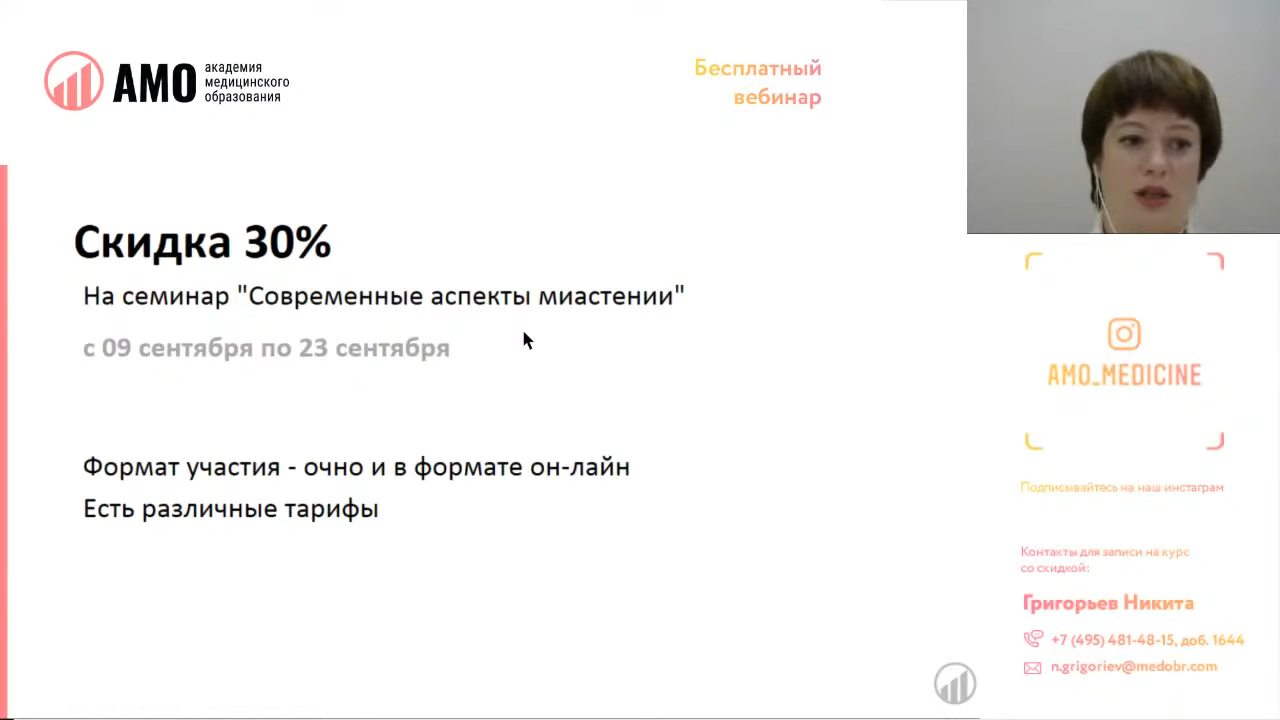 АМО
академия
медицинского
образования
Бесплатный
вебинар
Скидка 30%
На семинар "Современные аспекты миастении"
с 09 сентября по 23 сентября
Формат участия - очно и в формате он-лайн
Есть различные тарифы
AMO_MEDICINE
Подписывайтесь на наш инстаграм
Контакты для записи на курс
со скидкой:
Григорьев Никита
+7 (495) 481-48-15, доб. 1644
n.grigoriev@medobr.com